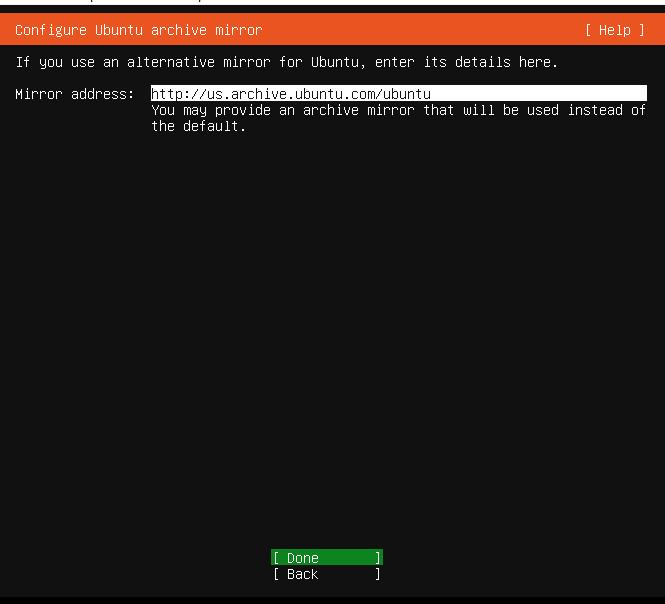 Configure Ubuntu archive mirror [ Help ]
If you use an alternative mirror for Ubuntu, enter its details here.
Mirror address: http://us.archive.ubuntu.com/ubuntu
You may provide an archive mirror that will be used instead of
the default.
[ Done ]
[ Back ]